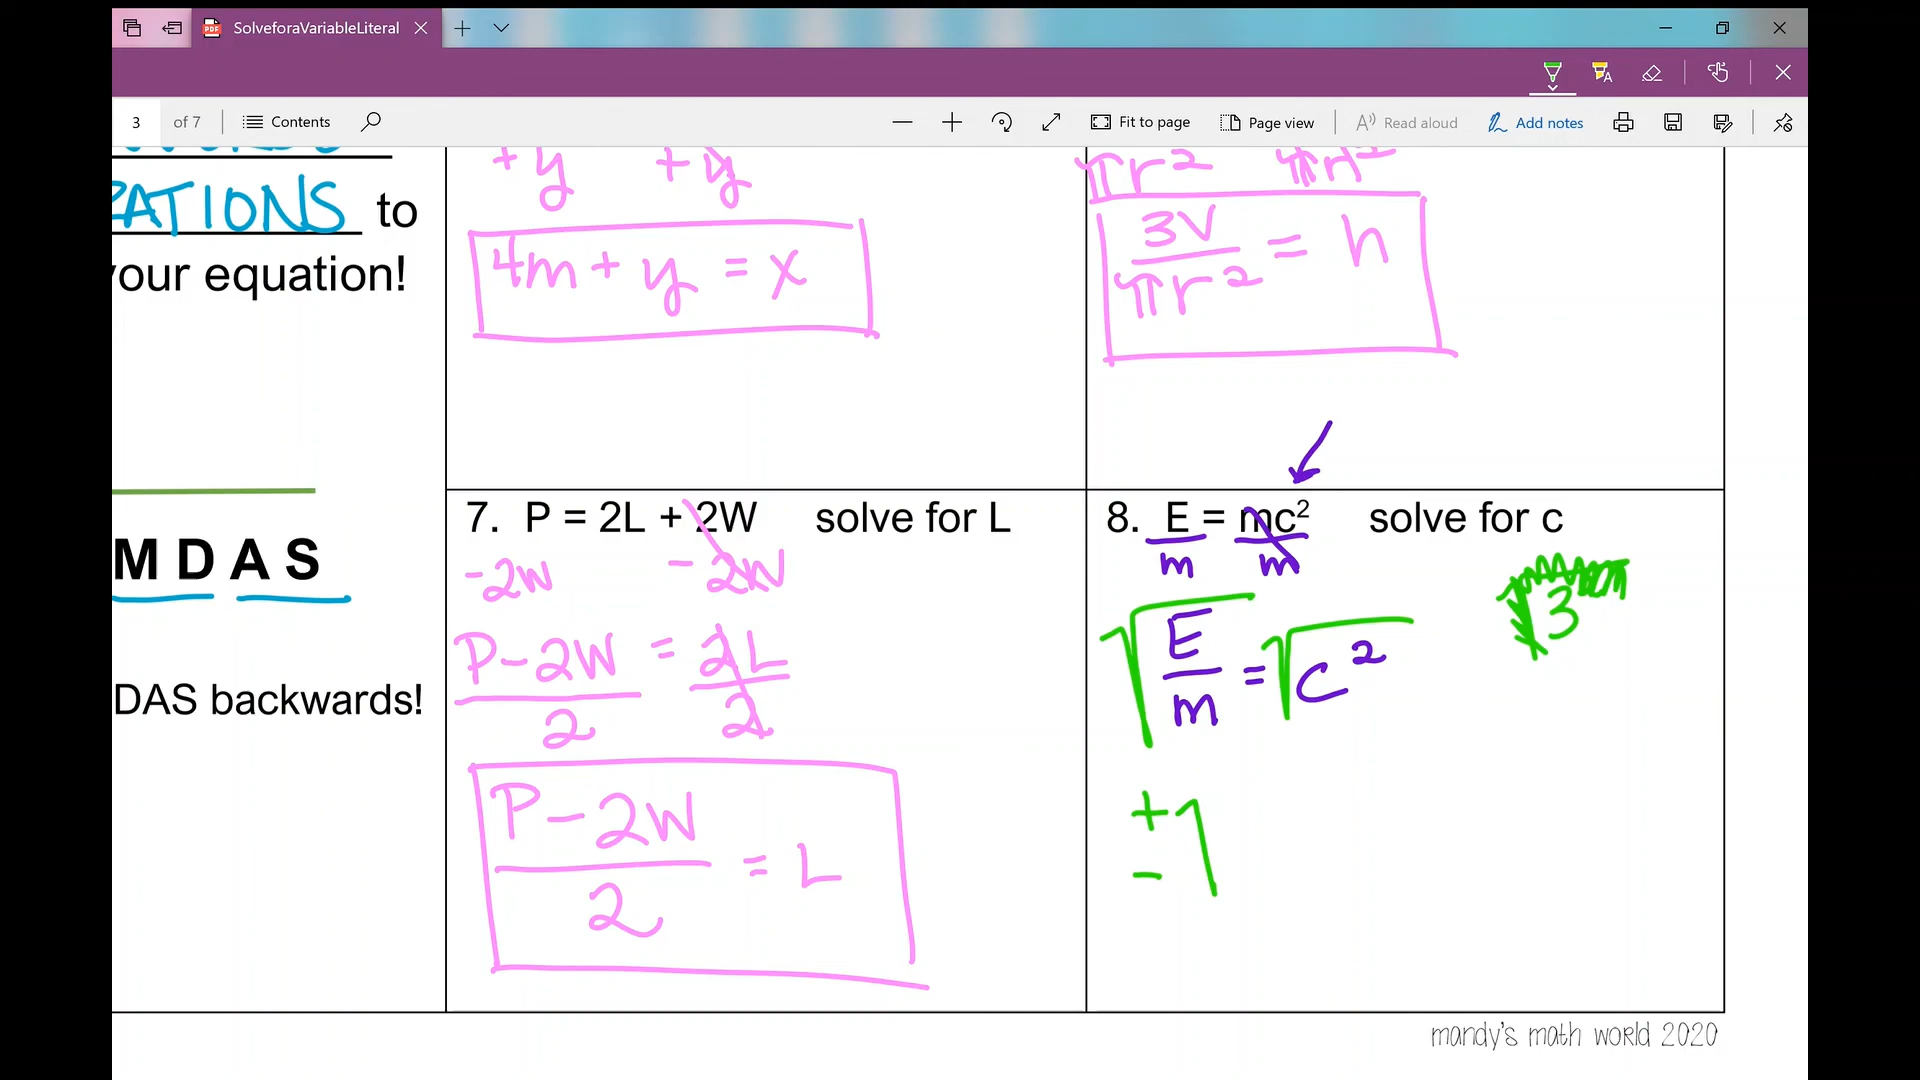 SolveforaVariableLiteral
3 of 7 Contents Fit to page Page view Read aloud Add notes
RATIONS to
your equation!
M D A S
DAS backwards!
+ y + y
4m + y = x
πr² πr²
3V
πr² = h
7. P = 2L + 2W solve for L
-2W - 2W
P - 2W = 2L
2 2
P - 2W
2 = L
8. E = mc² solve for c
m m
√E/m = √c²
√3
+
-
mandy's math world 2020